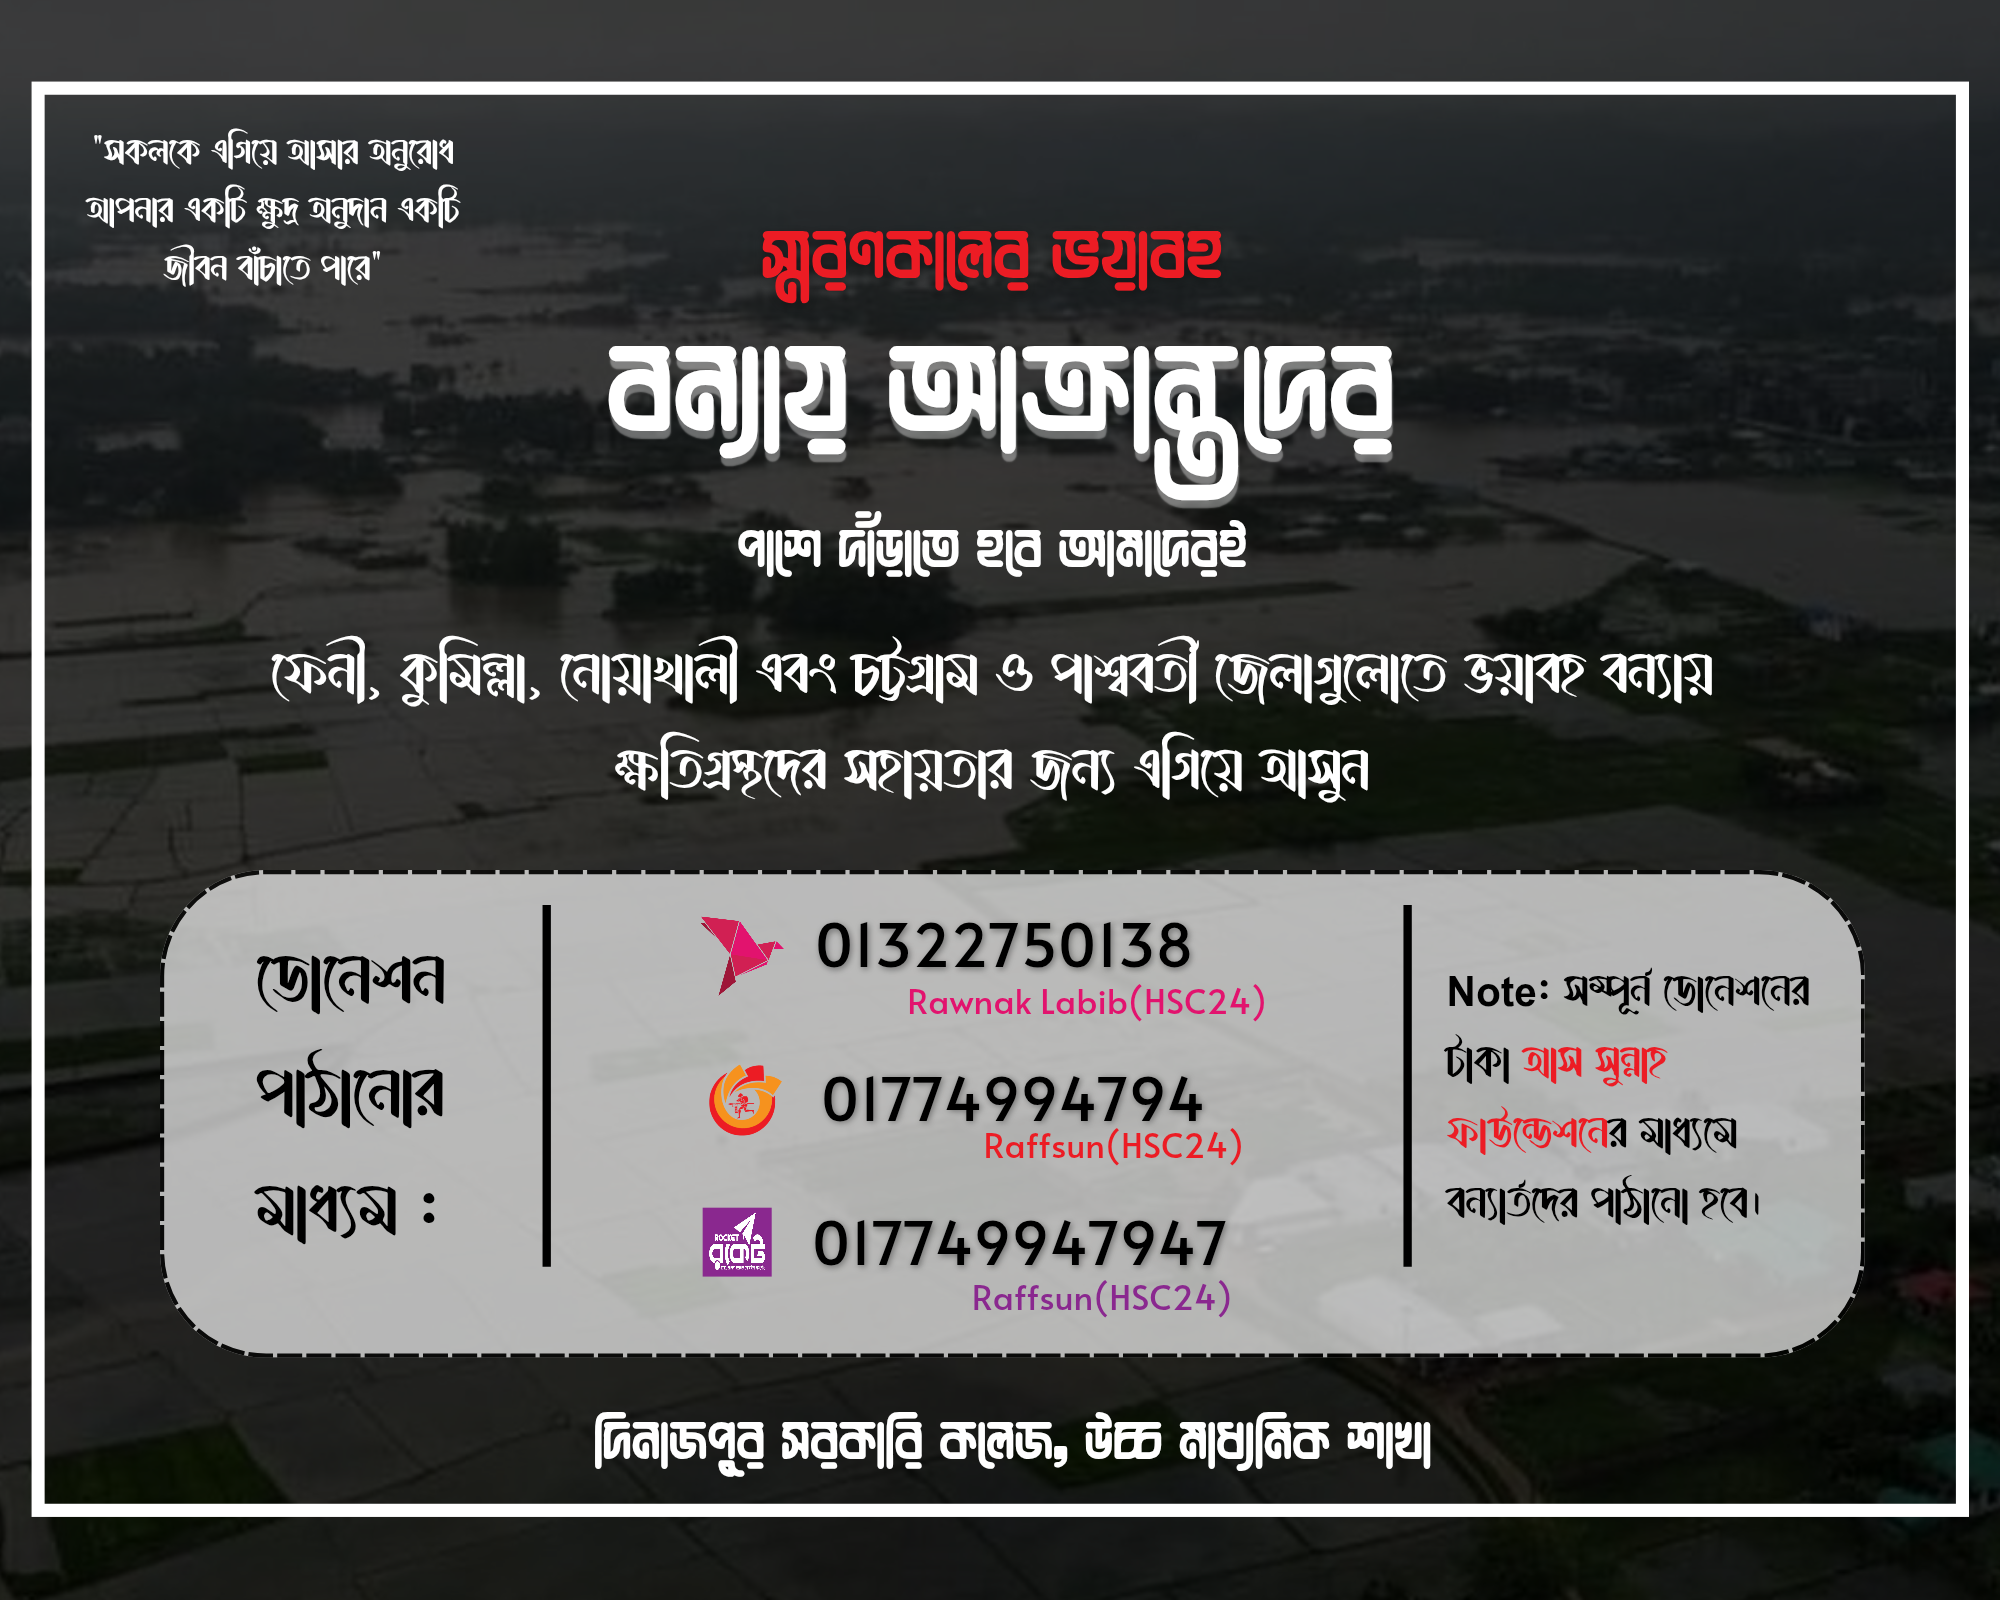 "সকলকে এগিয়ে আসার অনুরোধ
আপনার একটি ক্ষুদ্র অনুদান একটি
জীবন বাঁচাতে পারে"
স্মরণকালের ভয়াবহ
বন্যায় আক্রান্তদের
পাশে দাঁড়াতে হবে আমাদেরই
ফেনী, কুমিল্লা, নোয়াখালী এবং চট্টগ্রাম ও পার্শ্ববর্তী জেলাগুলোতে ভয়াবহ বন্যায়
ক্ষতিগ্রস্থদের সহায়তার জন্য এগিয়ে আসুন
ডোনেশন
পাঠানোর
মাধ্যম :
01322750138
Rawnak Labib(HSC24)
01774994794
Raffsun(HSC24)
ROCKET
রকেট
017749947947
Raffsun(HSC24)
Note: সম্পূর্ন ডোনেশনের
টাকা আস সুন্নাহ
ফাউন্ডেশনের মাধ্যমে
বন্যার্তদের পাঠানো হবে।
দিনাজপুর সরকারি কলেজ, উচ্চ মাধ্যমিক শাখা